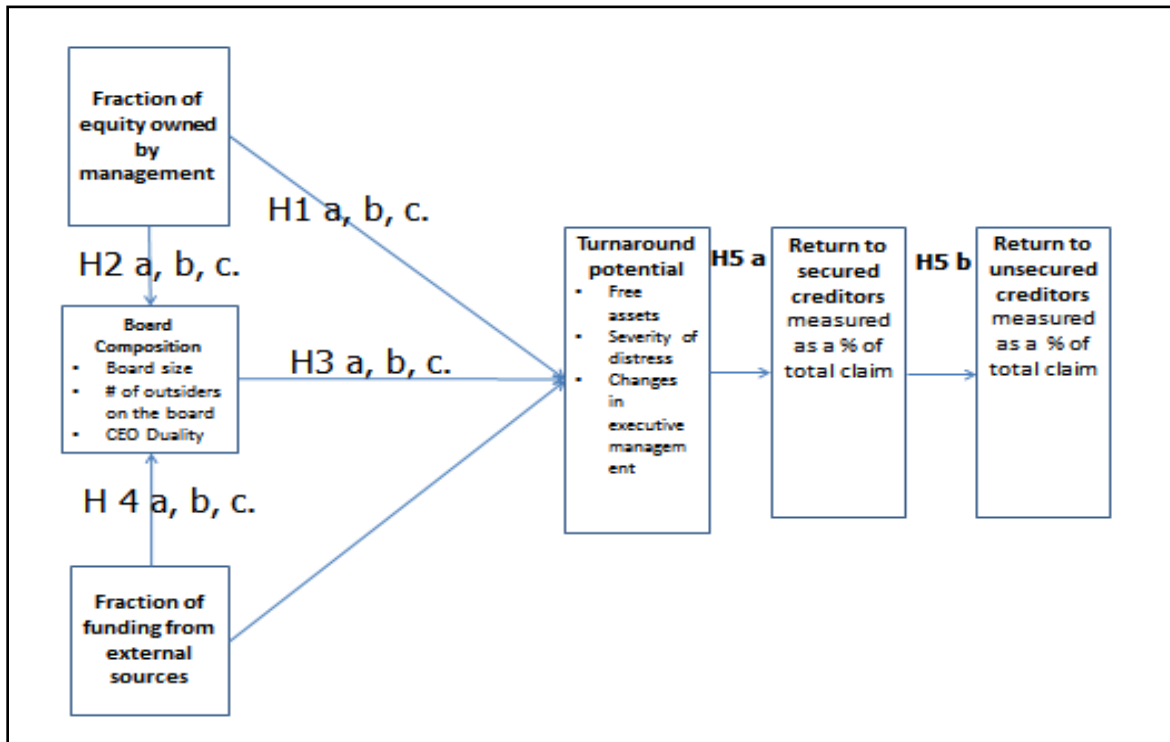 Fraction of
equity owned
by
management
H1 a, b, c.
H2 a, b, c.
Board
Composition
• Board size
• # of outsiders
on the board
• CEO Duality
H3 a, b, c.
H 4 a, b, c.
Fraction of
funding from
external
sources
Turnaround
potential
• Free
assets
• Severity of
distress
• Changes
in
executive
managem
ent
H5 a
Return to
secured
creditors
measured
as a % of
total claim
H5 b
Return to
unsecured
creditors
measured
as a % of
total claim